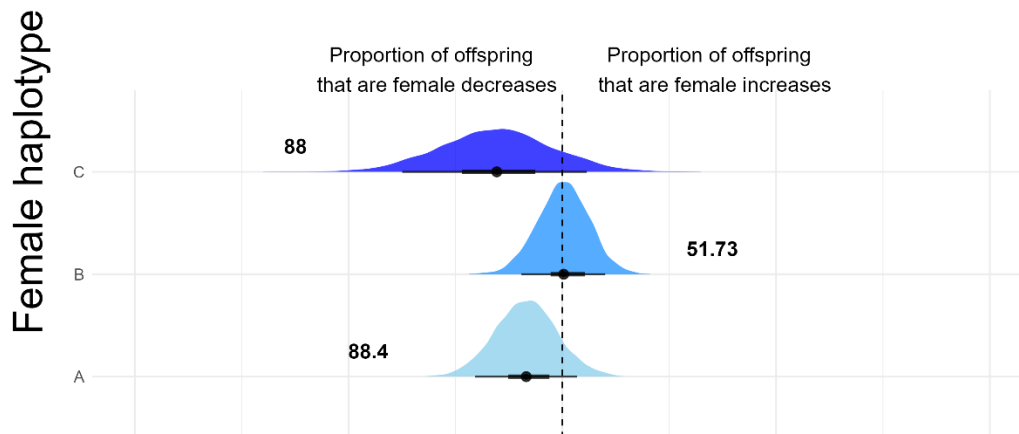 Female haplotype
Proportion of offspring
that are female decreases
Proportion of offspring
that are female increases
88
C
51.73
B
88.4
A